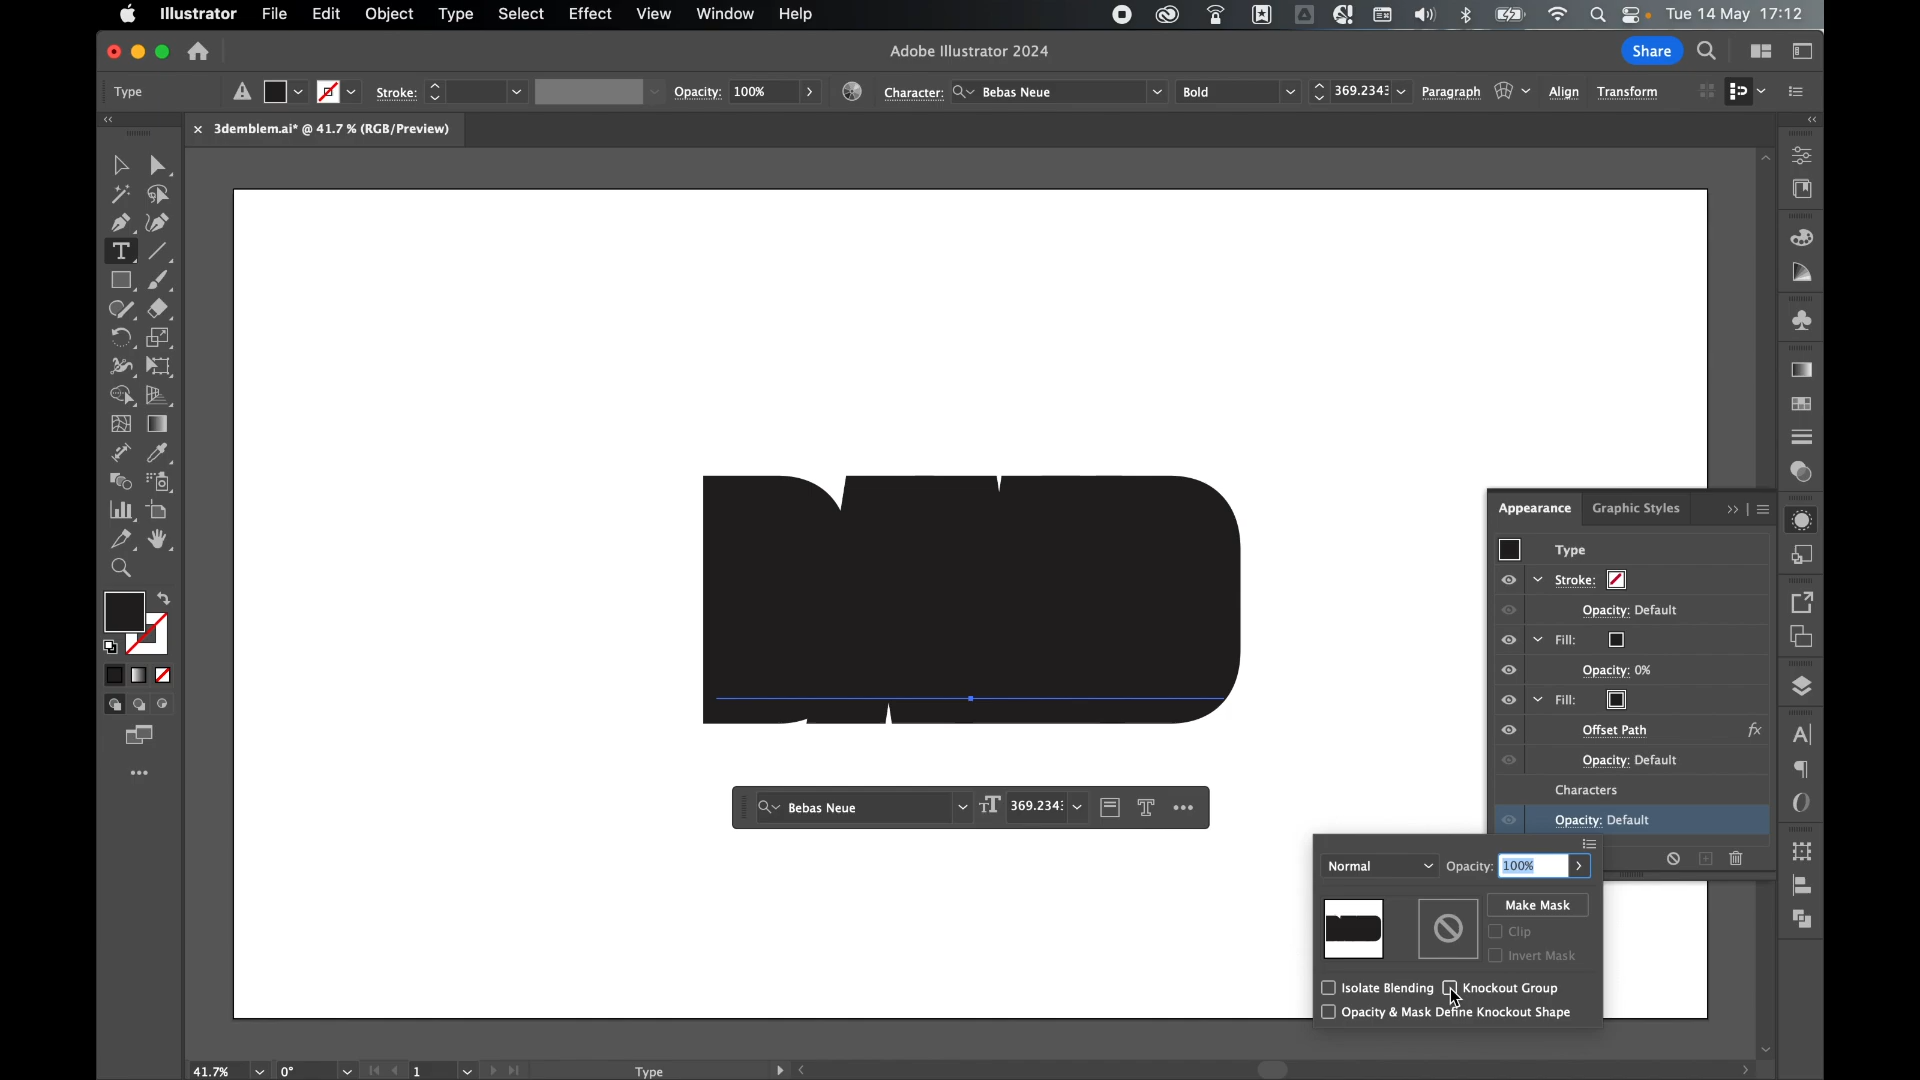 Illustrator File Edit Object Type Select Effect View Window Help Tue 14 May 17:12
Adobe Illustrator 2024 Share
Type Stroke: Opacity: 100% Character: Bebas Neue Bold Paragraph Align Transform
3demblem.ai* @ 41.7 % (RGB/Preview)
Appearance Graphic Styles
Type
Stroke:
Opacity: Default
Fill:
Opacity: 0%
Fill:
Offset Path fx
Opacity: Default
Characters
Opacity: Default
Bebas Neue
Normal Opacity: 100%
Make Mask
Clip
Invert Mask
Isolate Blending Knockout Group
Opacity & Mask Define Knockout Shape
41.7% 0° 1 Type